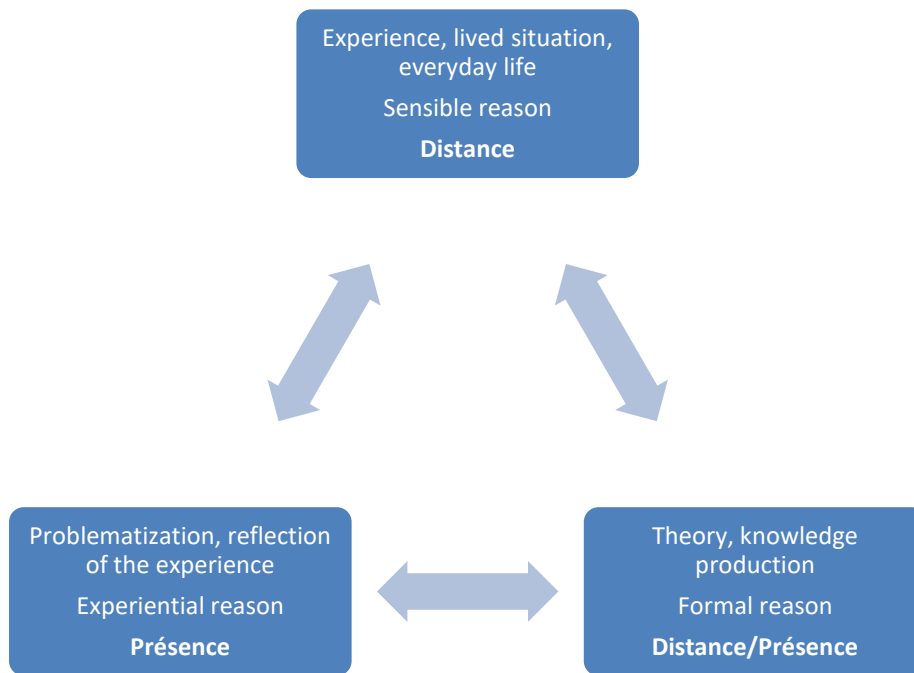 Experience, lived situation,
everyday life
Sensible reason
Distance
Problematization, reflection
of the experience
Experiential reason
Présence
Theory, knowledge
production
Formal reason
Distance/Présence